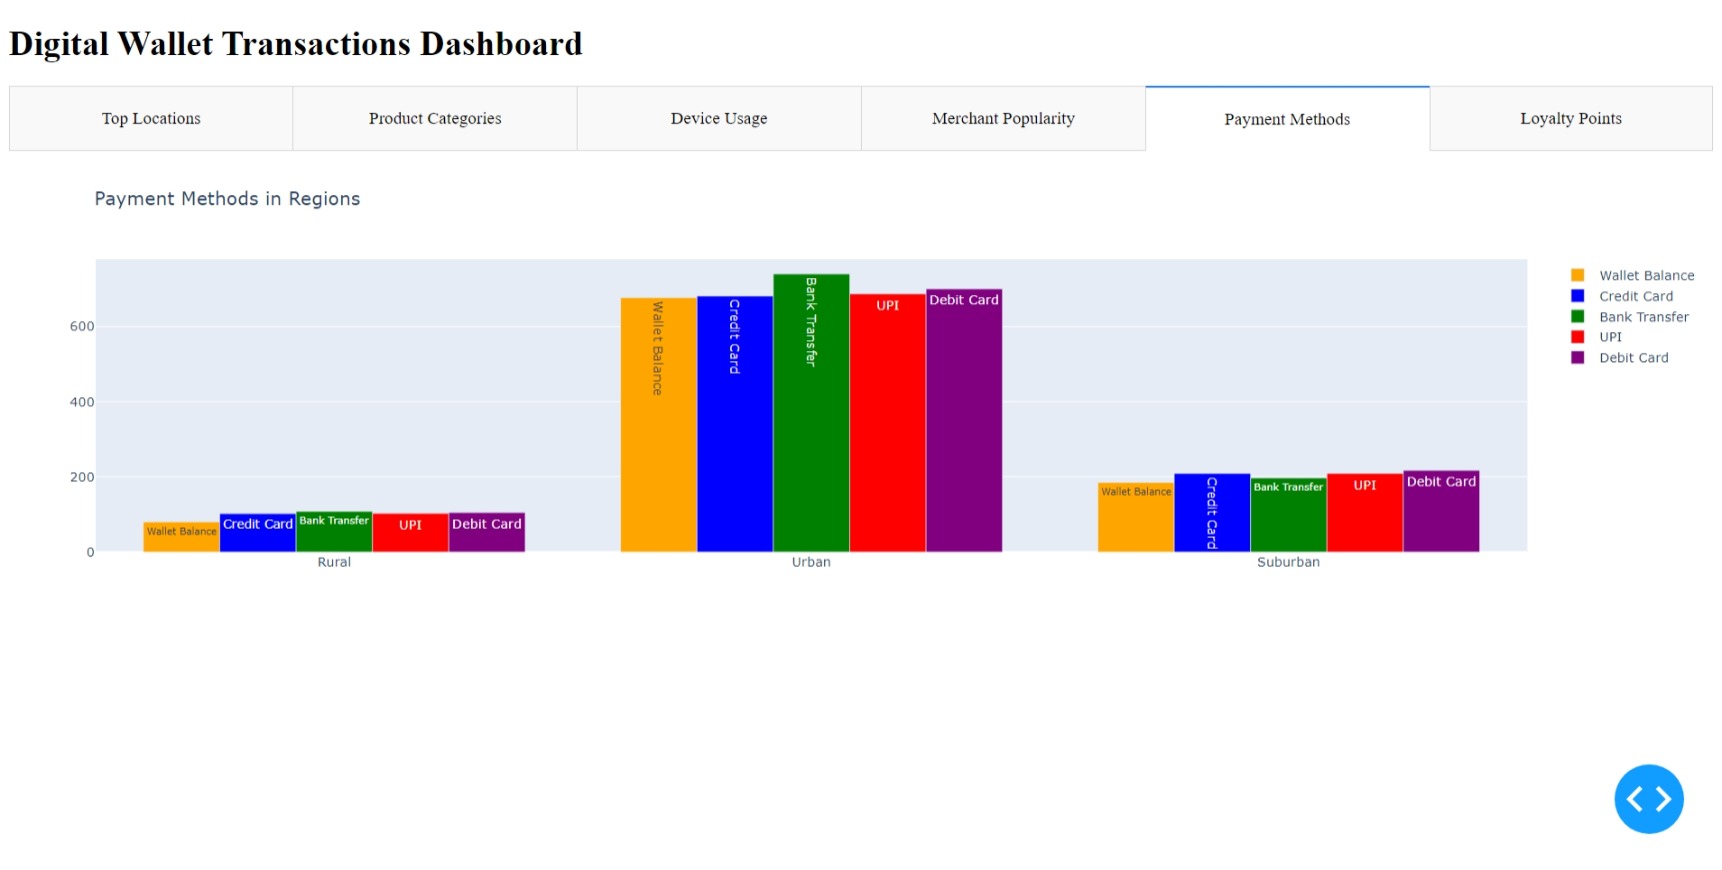 Digital Wallet Transactions Dashboard
Top Locations
Product Categories
Device Usage
Merchant Popularity
Payment Methods
Loyalty Points
Payment Methods in Regions
Wallet Balance
Credit Card
Bank Transfer
UPI
Debit Card
600
400
200
0
Wallet Balance
Credit Card
Bank Transfer
UPI
Debit Card
Wallet Balance
Credit Card
Bank Transfer
UPI
Debit Card
Wallet Balance
Credit Card
Bank Transfer
UPI
Debit Card
Rural
Urban
Suburban